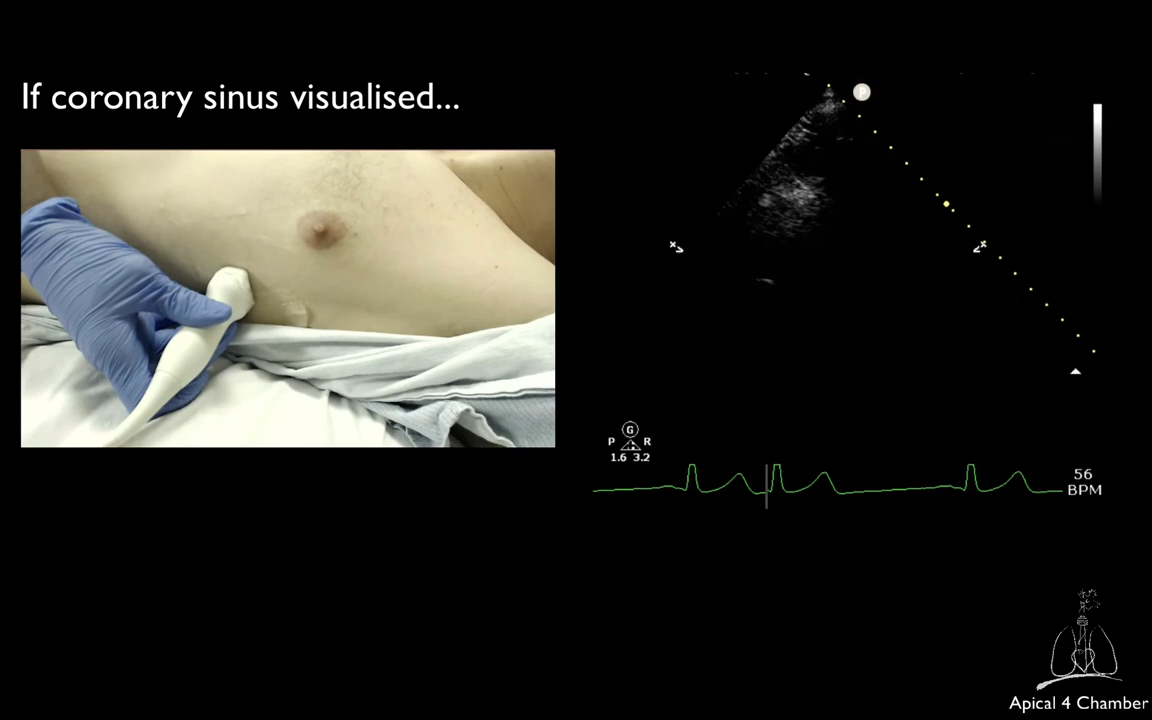 If coronary sinus visualised...
P
G
P R
1.6 3.2
56
BPM
Apical 4 Chamber